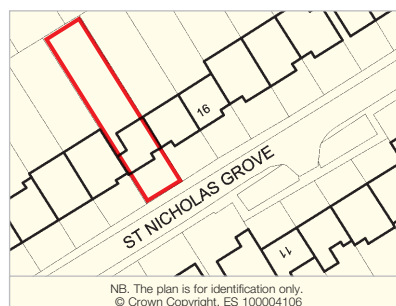 16
ST NICHOLAS GROVE
11
NB. The plan is for identification only.
© Crown Copyright, ES 100004106